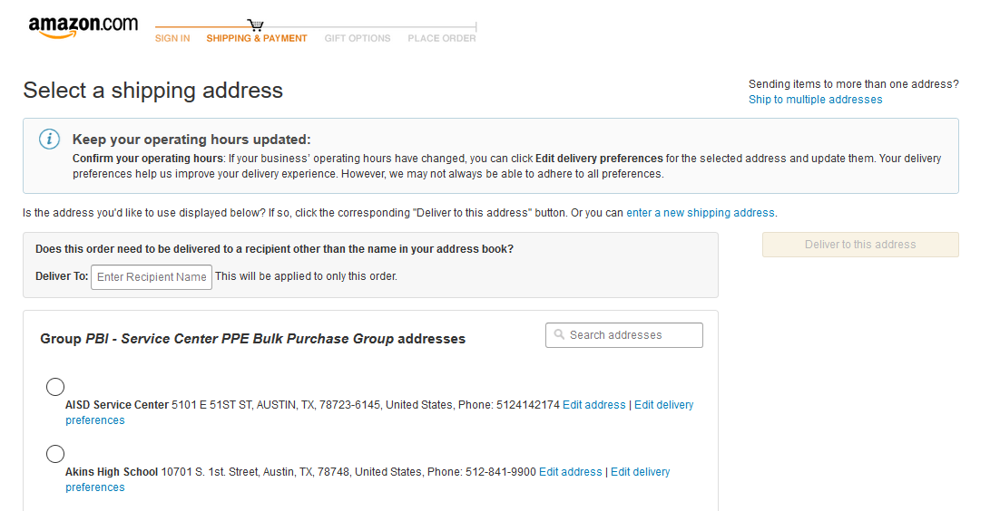 amazon.com
SIGN IN SHIPPING & PAYMENT GIFT OPTIONS PLACE ORDER
Select a shipping address
Sending items to more than one address?
Ship to multiple addresses
Keep your operating hours updated:
Confirm your operating hours: If your business' operating hours have changed, you can click Edit delivery preferences for the selected address and update them. Your delivery
preferences help us improve your delivery experience. However, we may not always be able to adhere to all preferences.
Is the address you'd like to use displayed below? If so, click the corresponding "Deliver to this address" button. Or you can enter a new shipping address.
Does this order need to be delivered to a recipient other than the name in your address book?
Deliver To: Enter Recipient Name This will be applied to only this order.
Deliver to this address
Group PBI - Service Center PPE Bulk Purchase Group addresses
Search addresses
AISD Service Center 5101 E 51ST ST, AUSTIN, TX, 78723-6145, United States, Phone: 5124142174 Edit address | Edit delivery
preferences
Akins High School 10701 S. 1st. Street, Austin, TX, 78748, United States, Phone: 512-841-9900 Edit address | Edit delivery
preferences